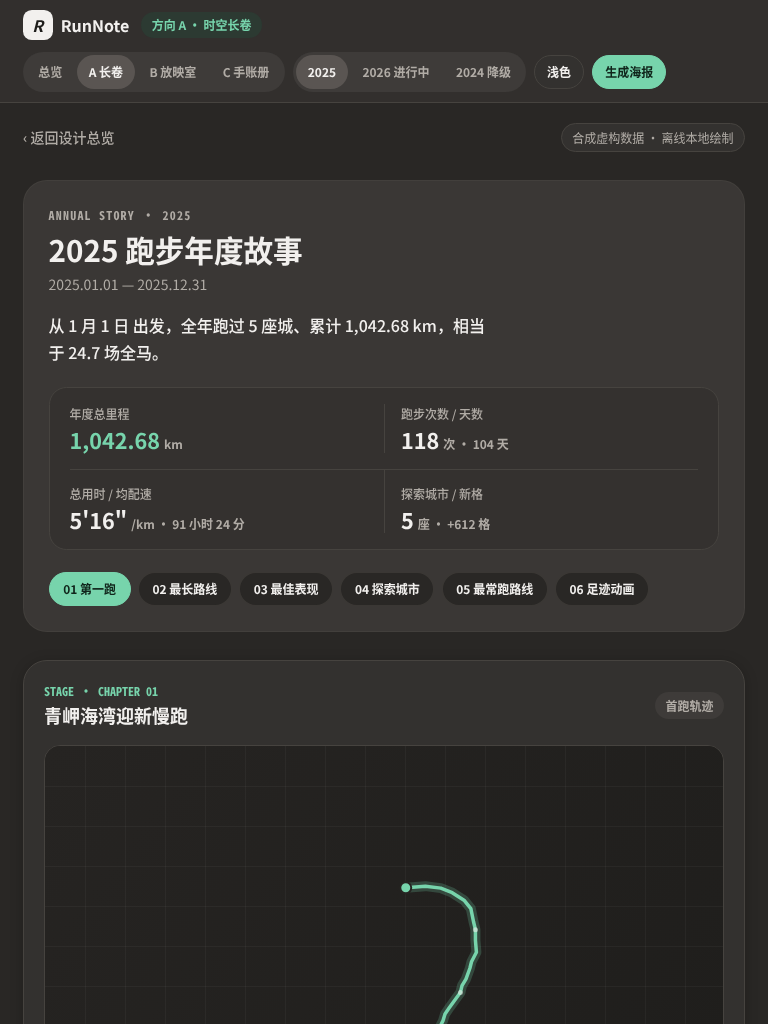 R RunNote 方向 A · 时空长卷
总览 A 长卷 B 放映室 C 手账册 2025 2026 进行中 2024 降级 浅色 生成海报
‹ 返回设计总览 合成虚构数据 · 离线本地绘制
ANNUAL STORY · 2025
2025 跑步年度故事
2025.01.01 — 2025.12.31
从 1 月 1 日 出发，全年跑过 5 座城、累计 1,042.68 km，相当
于 24.7 场全马。
年度总里程 跑步次数 / 天数
1,042.68 km 118 次 · 104 天
总用时 / 均配速 探索城市 / 新格
5'16" /km · 91 小时 24 分 5 座 · +612 格
01 第一跑 02 最长路线 03 最佳表现 04 探索城市 05 最常跑路线 06 足迹动画
STAGE · CHAPTER 01
青岬海湾迎新慢跑 首跑轨迹